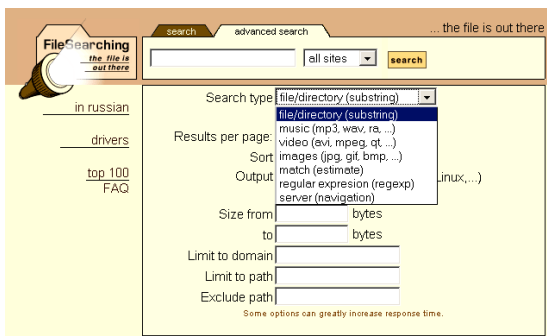 search advanced search ... the file is out there
FileSearching
the file is
out there
all sites search
in russian
drivers
top 100
FAQ
Search type file/directory (substring)
file/directory (substring)
music (mp3, wav, ra, ...)
Results per page:
video (avi, mpeg, qt, ...)
Sort images (jpg, gif, bmp, ...)
Output match (estimate) Linux,...)
regular expresion (regexp)
server (navigation)
Size from bytes
to bytes
Limit to domain
Limit to path
Exclude path
Some options can greatly increase response time.